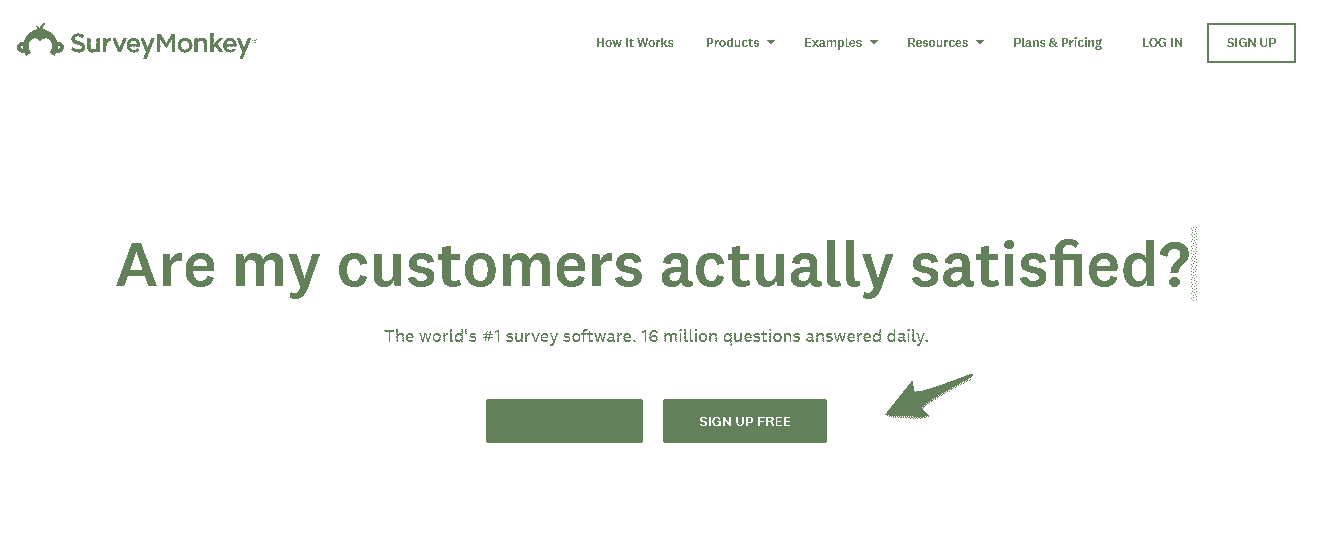 SurveyMonkey
How It Works Products Examples Resources Plans & Pricing LOG IN SIGN UP
Are my customers actually satisfied?
The world's #1 survey software. 16 million questions answered daily.
SIGN UP FREE